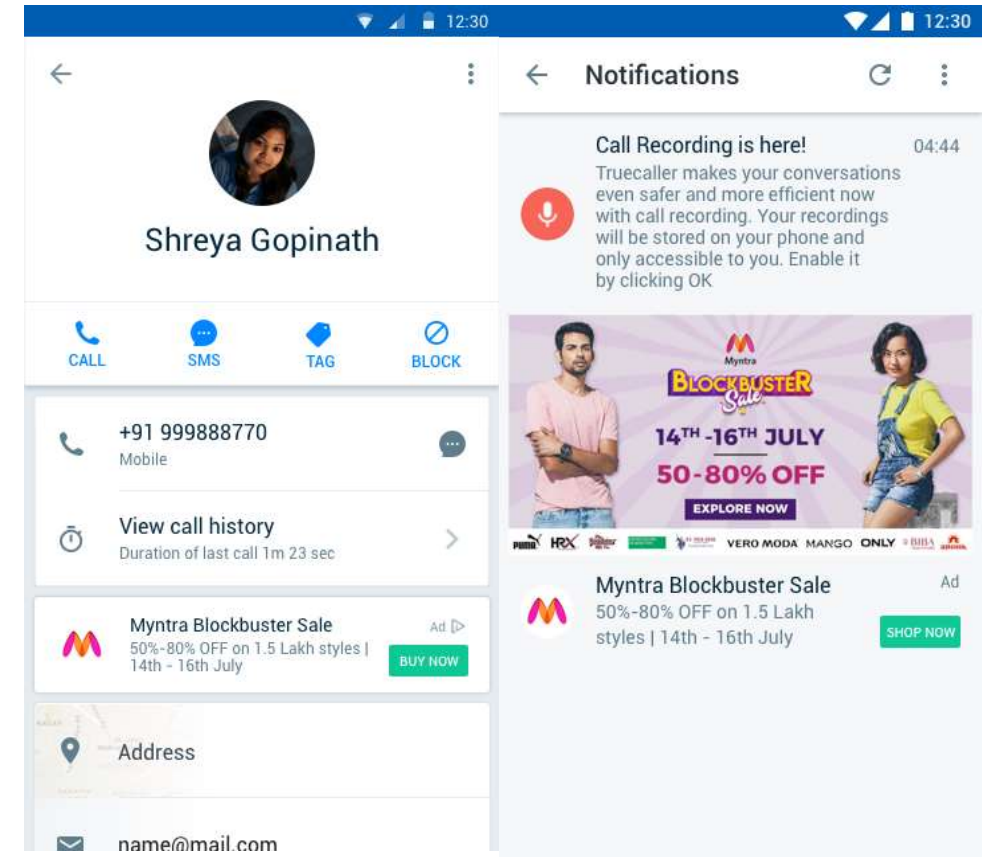 12:30
Shreya Gopinath
CALL SMS TAG BLOCK
+91 999888770
Mobile
View call history
Duration of last call 1m 23 sec
Myntra Blockbuster Sale
Ad
50%-80% OFF on 1.5 Lakh styles |
14th - 16th July
BUY NOW
Address
name@mail.com
12:30
Notifications
Call Recording is here!
04:44
Truecaller makes your conversations
even safer and more efficient now
with call recording. Your recordings
will be stored on your phone and
only accessible to you. Enable it
by clicking OK
Myntra
BLOCKBUSTER
Sale
14TH -16TH JULY
50-80% OFF
EXPLORE NOW
PUMA HRX VERO MODA MANGO ONLY BIBA
Myntra Blockbuster Sale
Ad
50%-80% OFF on 1.5 Lakh
styles | 14th - 16th July
SHOP NOW